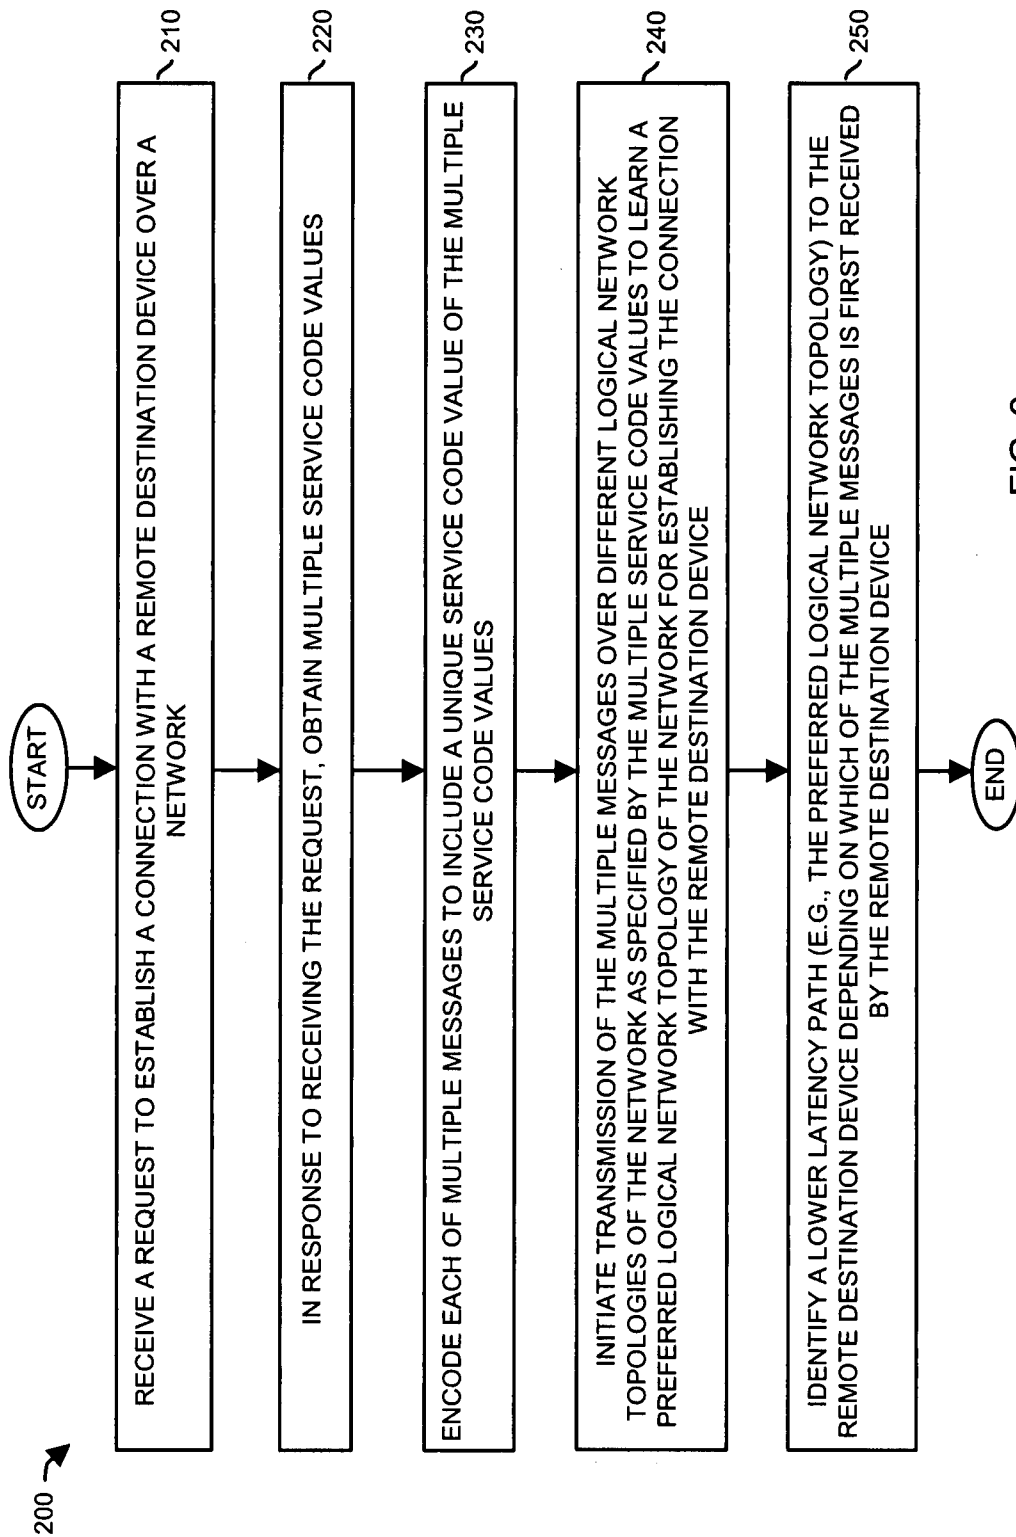 200
START
RECEIVE A REQUEST TO ESTABLISH A CONNECTION WITH A REMOTE DESTINATION DEVICE OVER A
NETWORK
210
IN RESPONSE TO RECEIVING THE REQUEST, OBTAIN MULTIPLE SERVICE CODE VALUES
220
ENCODE EACH OF MULTIPLE MESSAGES TO INCLUDE A UNIQUE SERVICE CODE VALUE OF THE MULTIPLE
SERVICE CODE VALUES
230
INITIATE TRANSMISSION OF THE MULTIPLE MESSAGES OVER DIFFERENT LOGICAL NETWORK
TOPOLOGIES OF THE NETWORK AS SPECIFIED BY THE MULTIPLE SERVICE CODE VALUES TO LEARN A
PREFERRED LOGICAL NETWORK TOPOLOGY OF THE NETWORK FOR ESTABLISHING THE CONNECTION
WITH THE REMOTE DESTINATION DEVICE
240
IDENTIFY A LOWER LATENCY PATH (E.G., THE PREFERRED LOGICAL NETWORK TOPOLOGY) TO THE
REMOTE DESTINATION DEVICE DEPENDING ON WHICH OF THE MULTIPLE MESSAGES IS FIRST RECEIVED
BY THE REMOTE DESTINATION DEVICE
250
END
FIG.